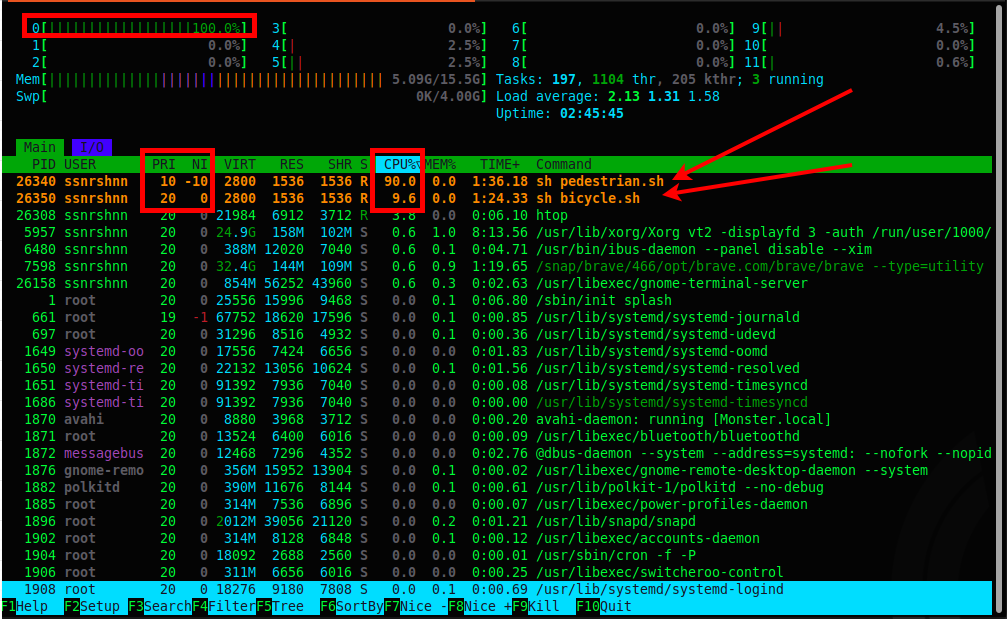 0[||||||||||||||||||100.0%] 3[ 0.0%] 6[ 0.0%] 9[|| 4.5%]
1[ 0.0%] 4[| 2.5%] 7[ 0.0%] 10[ 0.0%]
2[ 0.0%] 5[|| 2.5%] 8[ 0.0%] 11[| 0.6%]
Mem[|||||||||||||||||||||||||||||||||||||||||| 5.09G/15.5G] Tasks: 197, 1104 thr, 205 kthr; 3 running
Swp[ 0K/4.00G] Load average: 2.13 1.31 1.58
Uptime: 02:45:45
Main I/O
PID USER PRI NI VIRT RES SHR S CPU%▽MEM% TIME+ Command
26340 ssnrshnn 10 -10 2800 1536 1536 R 90.0 0.0 1:36.18 sh pedestrian.sh
26350 ssnrshnn 20 0 2800 1536 1536 R 9.6 0.0 1:24.33 sh bicycle.sh
26308 ssnrshnn 20 0 21984 6912 3712 R 3.8 0.0 0:06.10 htop
5957 ssnrshnn 20 0 24.9G 158M 102M S 0.6 1.0 8:13.56 /usr/lib/xorg/Xorg vt2 -displayfd 3 -auth /run/user/1000/
6480 ssnrshnn 20 0 388M 12020 7040 S 0.6 0.1 0:04.71 /usr/bin/ibus-daemon --panel disable --xim
7598 ssnrshnn 20 0 32.4G 144M 109M S 0.6 0.9 1:19.65 /snap/brave/466/opt/brave.com/brave/brave --type=utility
26158 ssnrshnn 20 0 854M 56252 43960 S 0.6 0.3 0:02.63 /usr/libexec/gnome-terminal-server
1 root 20 0 25556 15996 9468 S 0.0 0.1 0:06.80 /sbin/init splash
661 root 19 -1 67752 18620 17596 S 0.0 0.1 0:00.85 /usr/lib/systemd/systemd-journald
697 root 20 0 31296 8516 4932 S 0.0 0.1 0:00.36 /usr/lib/systemd/systemd-udevd
1649 systemd-oo 20 0 17556 7424 6656 S 0.0 0.0 0:01.83 /usr/lib/systemd/systemd-oomd
1650 systemd-re 20 0 22132 13056 10624 S 0.0 0.1 0:01.56 /usr/lib/systemd/systemd-resolved
1651 systemd-ti 20 0 91392 7936 7040 S 0.0 0.0 0:00.08 /usr/lib/systemd/systemd-timesyncd
1686 systemd-ti 20 0 91392 7936 7040 S 0.0 0.0 0:00.00 /usr/lib/systemd/systemd-timesyncd
1870 avahi 20 0 8880 3968 3712 S 0.0 0.0 0:00.20 avahi-daemon: running [Monster.local]
1871 root 20 0 13524 6400 6016 S 0.0 0.0 0:00.09 /usr/libexec/bluetooth/bluetoothd
1872 messagebus 20 0 12468 7296 4352 S 0.0 0.0 0:02.76 @dbus-daemon --system --address=systemd: --nofork --nopid
1876 gnome-remo 20 0 356M 15952 13904 S 0.0 0.1 0:00.02 /usr/libexec/gnome-remote-desktop-daemon --system
1882 polkitd 20 0 390M 11676 8144 S 0.0 0.1 0:00.61 /usr/lib/polkit-1/polkitd --no-debug
1885 root 20 0 314M 7536 6896 S 0.0 0.0 0:00.07 /usr/libexec/power-profiles-daemon
1896 root 20 0 2012M 39056 21120 S 0.0 0.2 0:01.21 /usr/lib/snapd/snapd
1902 root 20 0 314M 8128 6848 S 0.0 0.1 0:00.12 /usr/libexec/accounts-daemon
1904 root 20 0 18092 2688 2560 S 0.0 0.0 0:00.01 /usr/sbin/cron -f -P
1906 root 20 0 311M 6656 6016 S 0.0 0.0 0:00.25 /usr/libexec/switcheroo-control
1908 root 20 0 18276 9180 7808 S 0.0 0.1 0:00.69 /usr/lib/systemd/systemd-logind
F1Help F2Setup F3SearchF4FilterF5Tree F6SortByF7Nice -F8Nice +F9Kill F10Quit